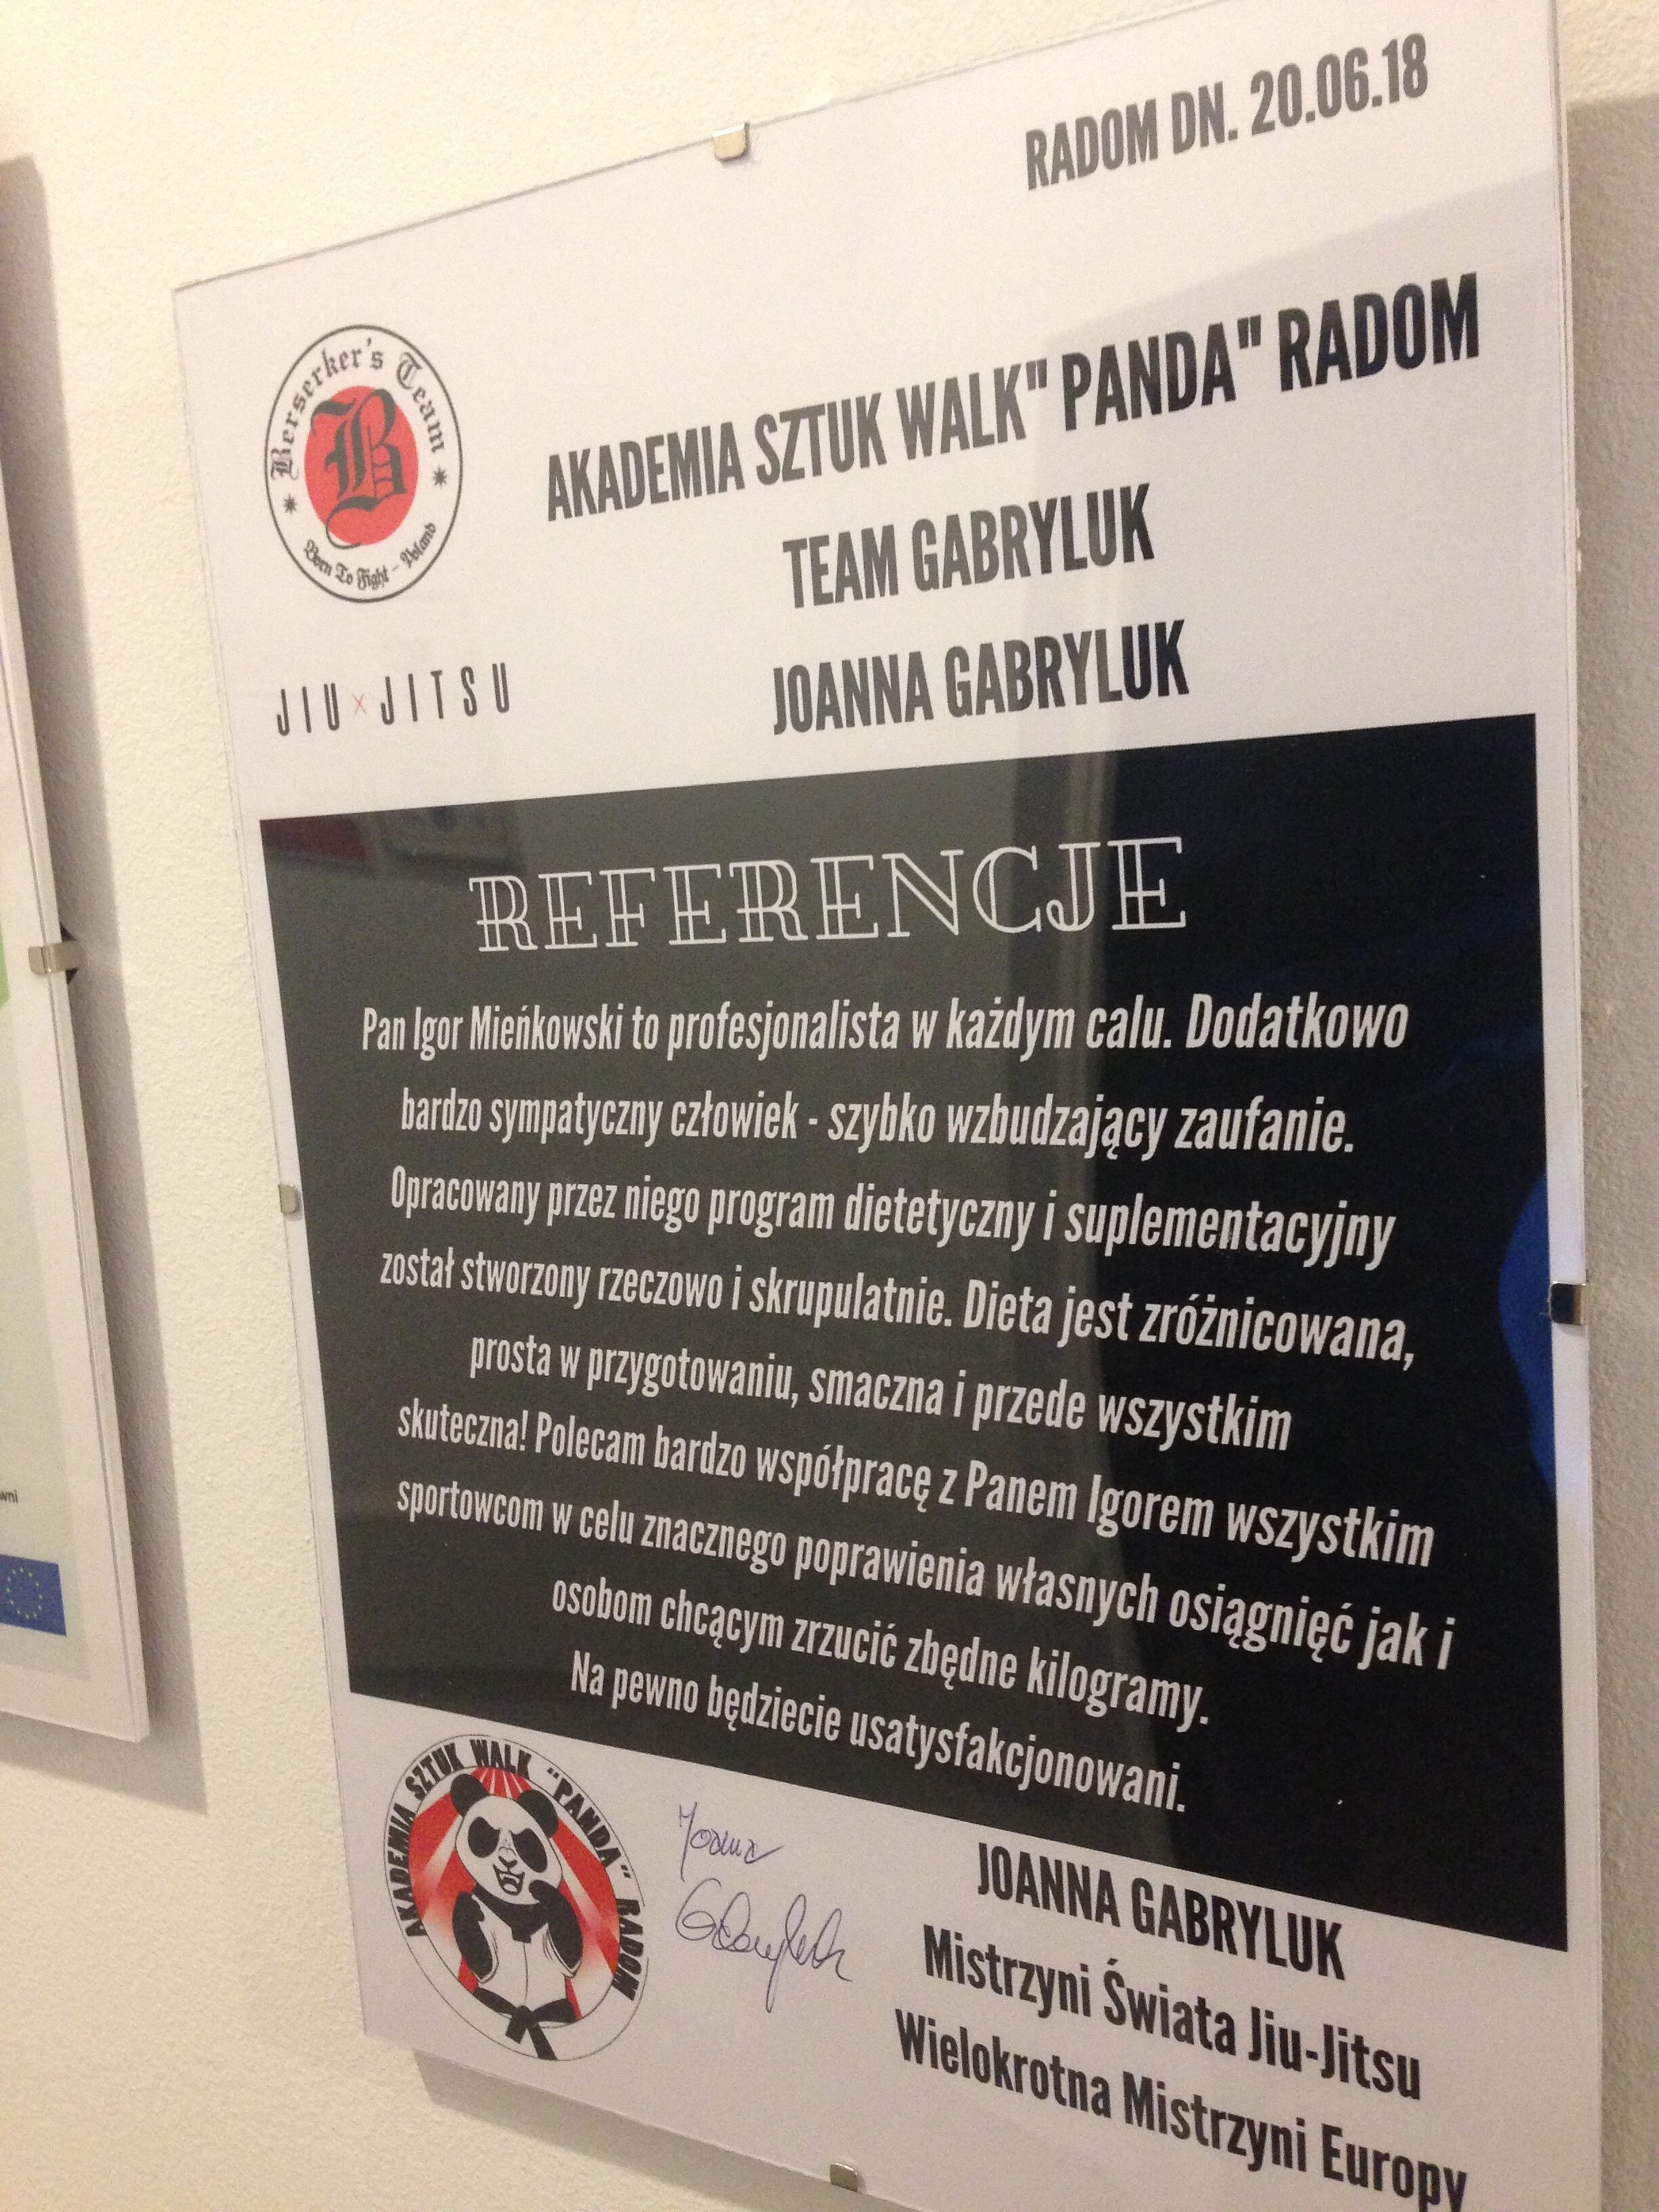 RADOM DN. 20.06.18
Berserker's Team
B
Born To Fight - Poland
JIU X JITSU
AKADEMIA SZTUK WALK" PANDA" RADOM
TEAM GABRYLUK
JOANNA GABRYLUK
REFERENCJE
Pan Igor Mieńkowski to profesjonalista w każdym calu. Dodatkowo
bardzo sympatyczny człowiek - szybko wzbudzający zaufanie.
Opracowany przez niego program dietetyczny i suplementacyjny
został stworzony rzeczowo i skrupulatnie. Dieta jest zróżnicowana,
prosta w przygotowaniu, smaczna i przede wszystkim
skuteczna! Polecam bardzo współpracę z Panem Igorem wszystkim
sportowcom w celu znacznego poprawienia własnych osiągnięć jak i
osobom chcącym zrzucić zbędne kilogramy.
Na pewno będziecie usatysfakcjonowani.
AKADEMIA SZTUK WALK "PANDA" RADOM
Joanna
Gabryluk
JOANNA GABRYLUK
Mistrzyni Świata Jiu-Jitsu
Wielokrotna Mistrzyni Europy